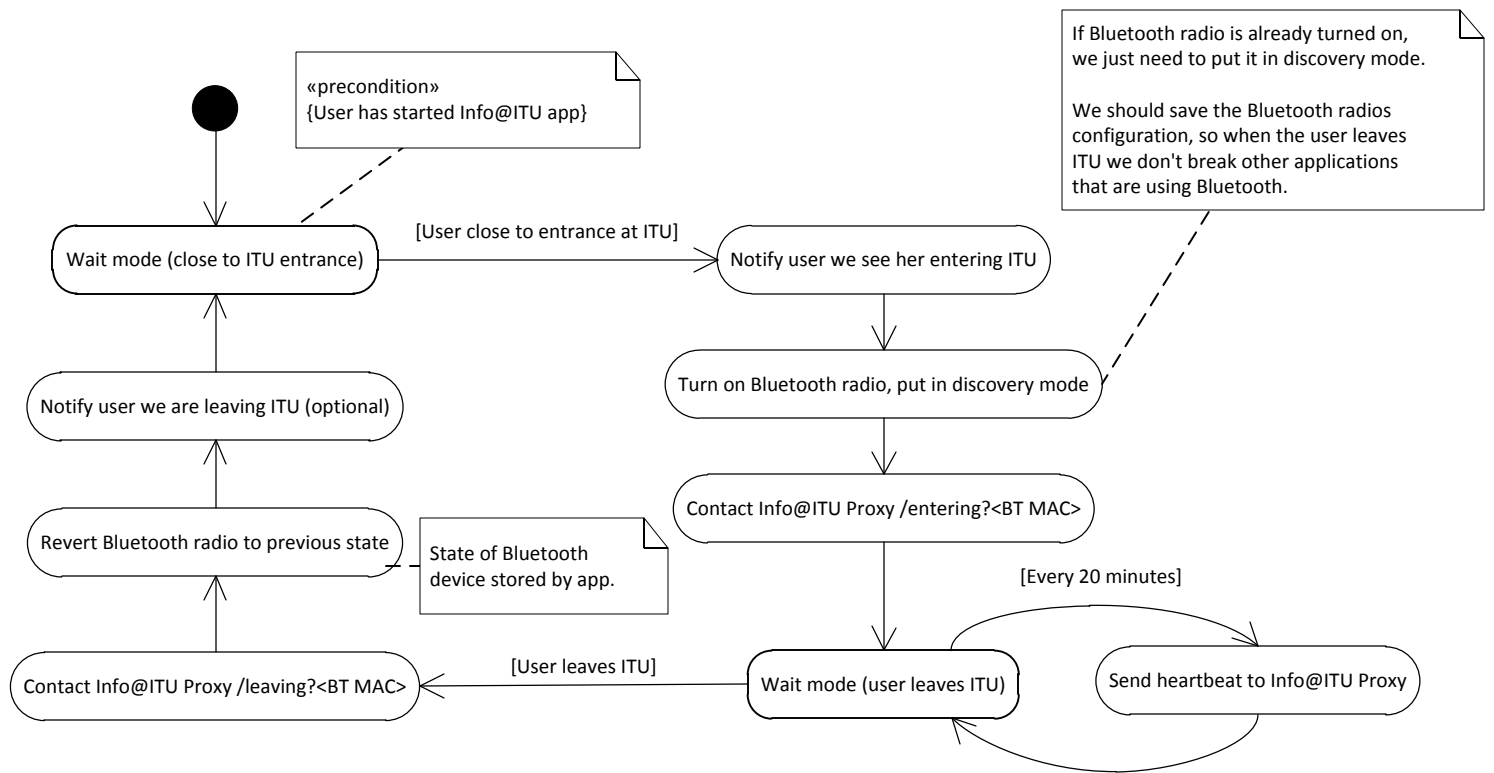 «precondition»
{User has started Info@ITU app}
If Bluetooth radio is already turned on,
we just need to put it in discovery mode.
We should save the Bluetooth radios
configuration, so when the user leaves
ITU we don't break other applications
that are using Bluetooth.
Wait mode (close to ITU entrance)
[User close to entrance at ITU]
Notify user we see her entering ITU
Turn on Bluetooth radio, put in discovery mode
Notify user we are leaving ITU (optional)
Contact Info@ITU Proxy /entering?<BT MAC>
Revert Bluetooth radio to previous state
State of Bluetooth
device stored by app.
[Every 20 minutes]
Contact Info@ITU Proxy /leaving?<BT MAC>
[User leaves ITU]
Wait mode (user leaves ITU)
Send heartbeat to Info@ITU Proxy